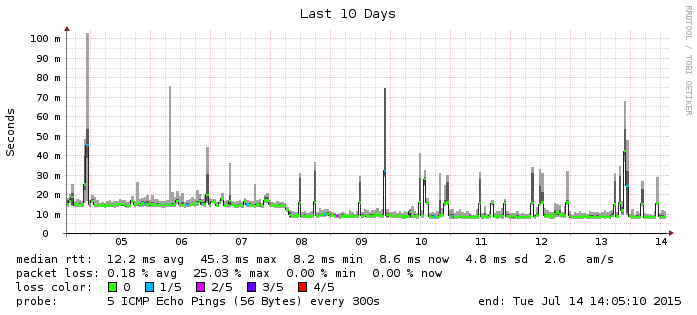 Last 10 Days
RRDTOOL / TOBI OETIKER
Seconds
100 m
90 m
80 m
70 m
60 m
50 m
40 m
30 m
20 m
10 m
0
05 06 07 08 09 10 11 12 13 14
median rtt: 12.2 ms avg 45.3 ms max 8.2 ms min 8.6 ms now 4.8 ms sd 2.6 am/s
packet loss: 0.18 % avg 25.03 % max 0.00 % min 0.00 % now
loss color: 0 1/5 2/5 3/5 4/5
probe: 5 ICMP Echo Pings (56 Bytes) every 300s end: Tue Jul 14 14:05:10 2015